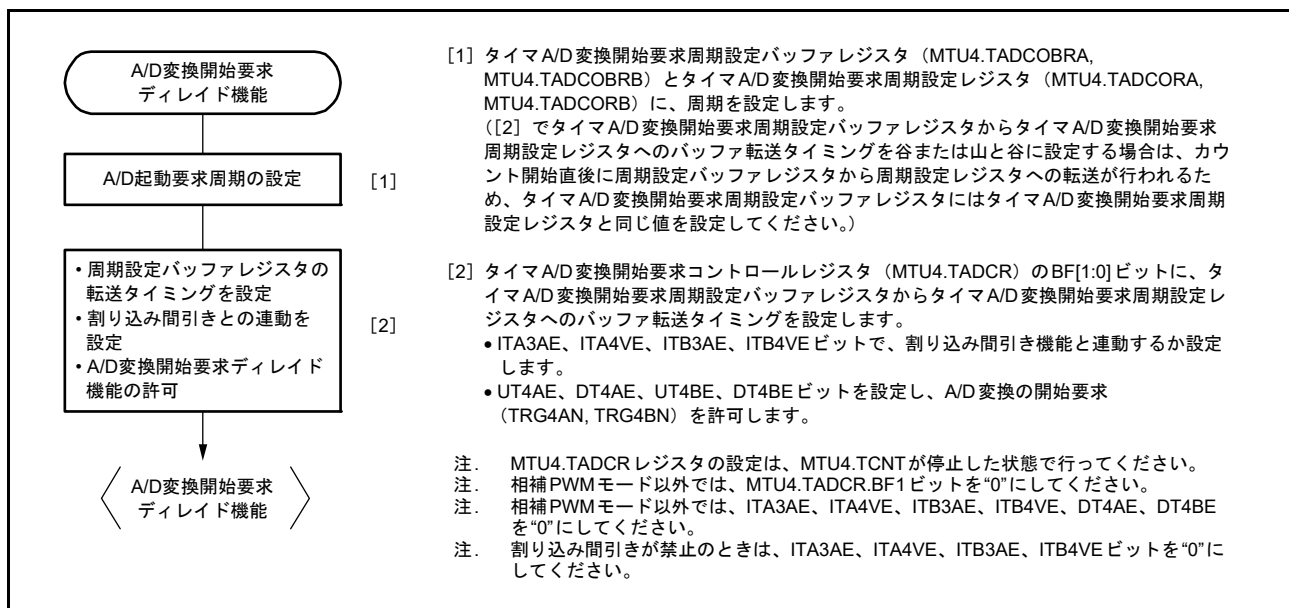 A/D変換開始要求
ディレイド機能
A/D起動要求周期の設定
[1]
• 周期設定バッファレジスタの
転送タイミングを設定
• 割り込み間引きとの連動を
設定
• A/D変換開始要求ディレイド
機能の許可
[2]
A/D変換開始要求
ディレイド機能
[1] タイマA/D変換開始要求周期設定バッファレジスタ(MTU4.TADCOBRA,
MTU4.TADCOBRB)とタイマA/D変換開始要求周期設定レジスタ(MTU4.TADCORA,
MTU4.TADCORB)に、周期を設定します。
([2]でタイマA/D変換開始要求周期設定バッファレジスタからタイマA/D変換開始要求
周期設定レジスタへのバッファ転送タイミングを谷または山と谷に設定する場合は、カウ
ント開始直後に周期設定バッファレジスタから周期設定レジスタへの転送が行われるた
め、タイマA/D変換開始要求周期設定バッファレジスタにはタイマA/D変換開始要求周期
設定レジスタと同じ値を設定してください。)
[2] タイマA/D変換開始要求コントロールレジスタ(MTU4.TADCR)のBF[1:0]ビットに、タ
イマA/D変換開始要求周期設定バッファレジスタからタイマA/D変換開始要求周期設定レ
ジスタへのバッファ転送タイミングを設定します。
• ITA3AE、ITA4VE、ITB3AE、ITB4VEビットで、割り込み間引き機能と連動するか設定
します。
• UT4AE、DT4AE、UT4BE、DT4BEビットを設定し、A/D変換の開始要求
(TRG4AN, TRG4BN)を許可します。
注. MTU4.TADCRレジスタの設定は、MTU4.TCNTが停止した状態で行ってください。
注. 相補PWMモード以外では、MTU4.TADCR.BF1ビットを“0”にしてください。
注. 相補PWMモード以外では、ITA3AE、ITA4VE、ITB3AE、ITB4VE、DT4AE、DT4BE
を“0”にしてください。
注. 割り込み間引きが禁止のときは、ITA3AE、ITA4VE、ITB3AE、ITB4VEビットを“0”に
してください。